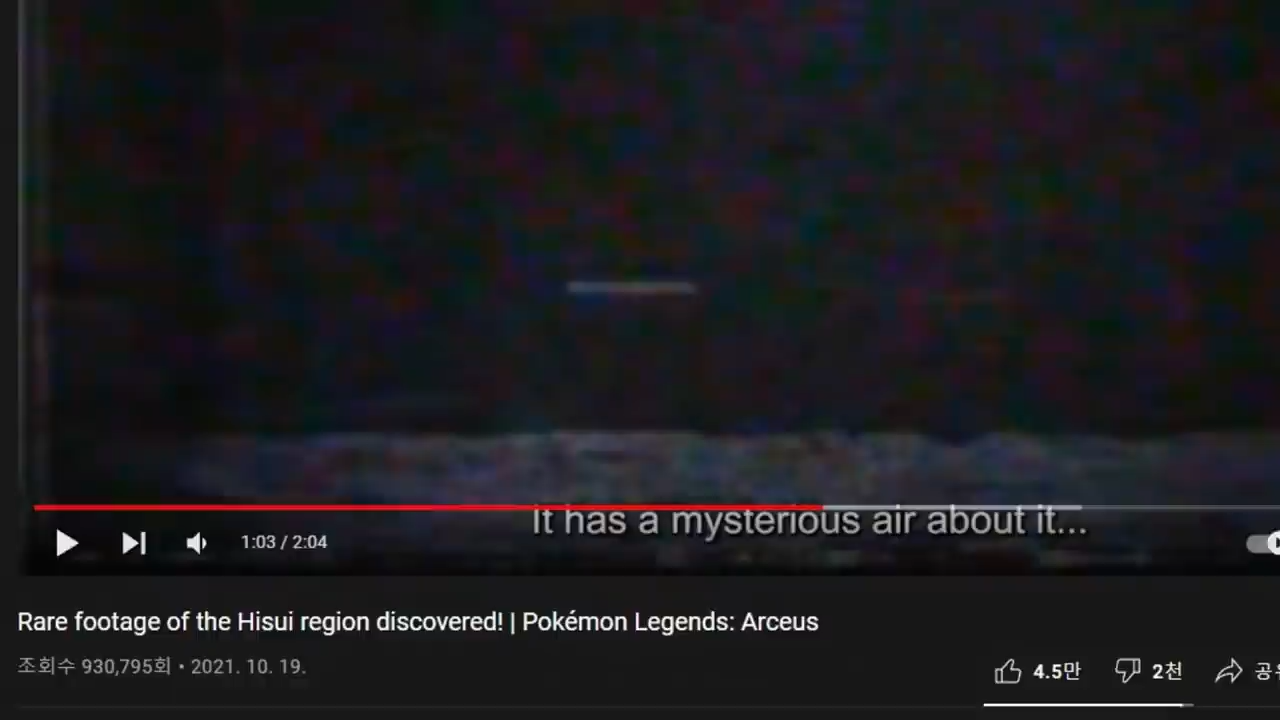 It has a mysterious air about it...
1:03 / 2:04
Rare footage of the Hisui region discovered! | Pokémon Legends: Arceus
조회수 930,795회 • 2021. 10. 19.
4.5만
2천